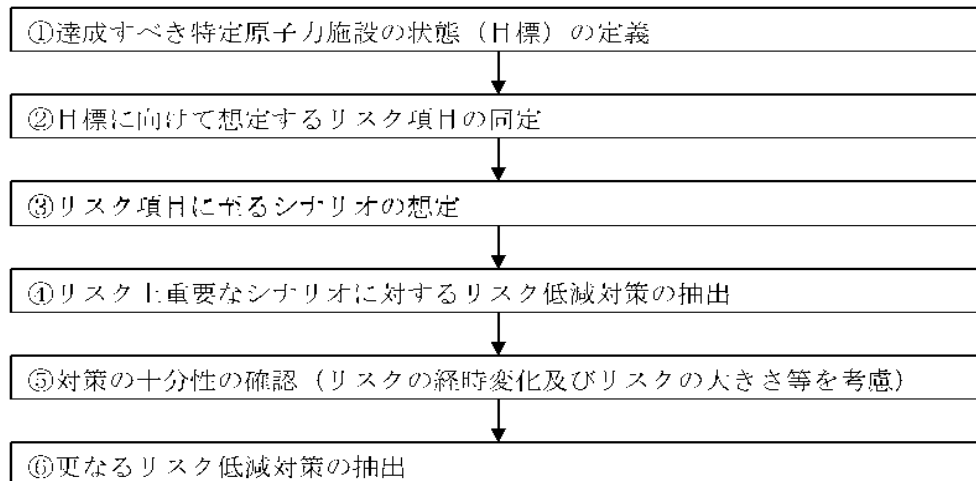 ①達成すべき特定原子力施設の状態（目標）の定義
②目標に向けて想定するリスク項目の同定
③リスク項目に至るシナリオの想定
④リスク上重要なシナリオに対するリスク低減対策の抽出
⑤対策の十分性の確認（リスクの経時変化及びリスクの大きさ等を考慮）
⑥更なるリスク低減対策の抽出